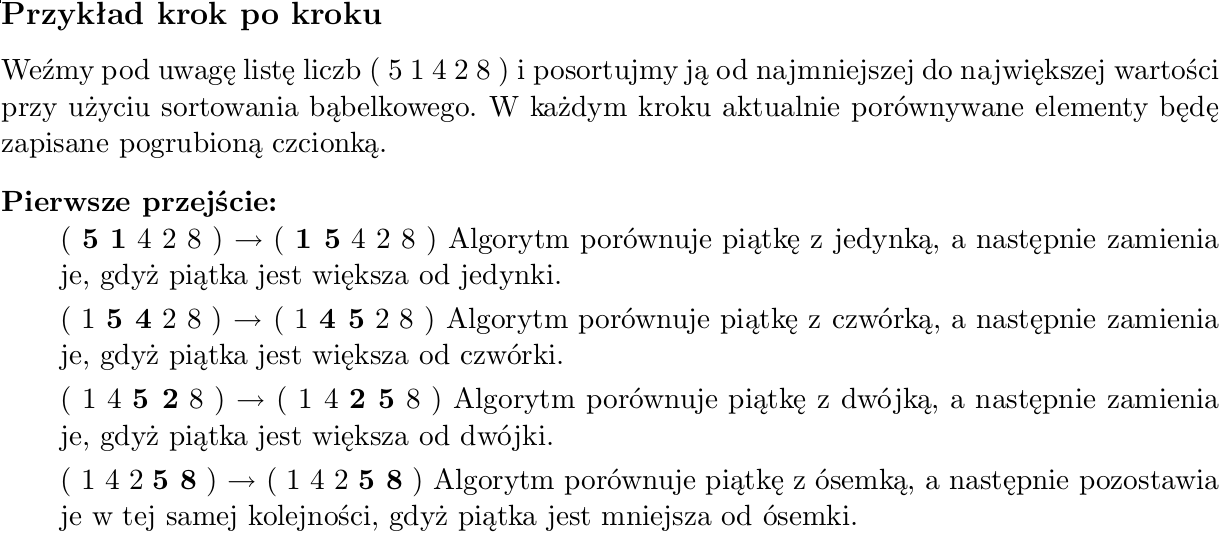 Przykład krok po kroku
Weźmy pod uwagę listę liczb ( 5 1 4 2 8 ) i posortujmy ją od najmniejszej do największej wartości
przy użyciu sortowania bąbelkowego. W każdym kroku aktualnie porównywane elementy będę
zapisane pogrubioną czcionką.
Pierwsze przejście:
( 5 1 4 2 8 ) → ( 1 5 4 2 8 ) Algorytm porównuje piątkę z jedynką, a następnie zamienia
je, gdyż piątka jest większa od jedynki.
( 1 5 4 2 8 ) → ( 1 4 5 2 8 ) Algorytm porównuje piątkę z czwórką, a następnie zamienia
je, gdyż piątka jest większa od czwórki.
( 1 4 5 2 8 ) → ( 1 4 2 5 8 ) Algorytm porównuje piątkę z dwójką, a następnie zamienia
je, gdyż piątka jest większa od dwójki.
( 1 4 2 5 8 ) → ( 1 4 2 5 8 ) Algorytm porównuje piątkę z ósemką, a następnie pozostawia
je w tej samej kolejności, gdyż piątka jest mniejsza od ósemki.